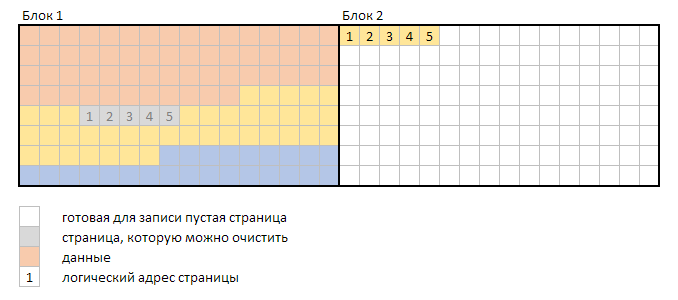 Блок 1 Блок 2
1 2 3 4 5
1 2 3 4 5
готовая для записи пустая страница
страница, которую можно очистить
данные
1 логический адрес страницы